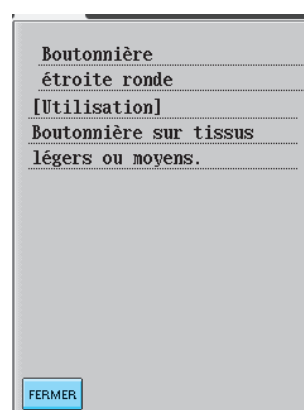 Boutonnière
étroite ronde
[Utilisation]
Boutonnière sur tissus
légers ou moyens.
FERMER